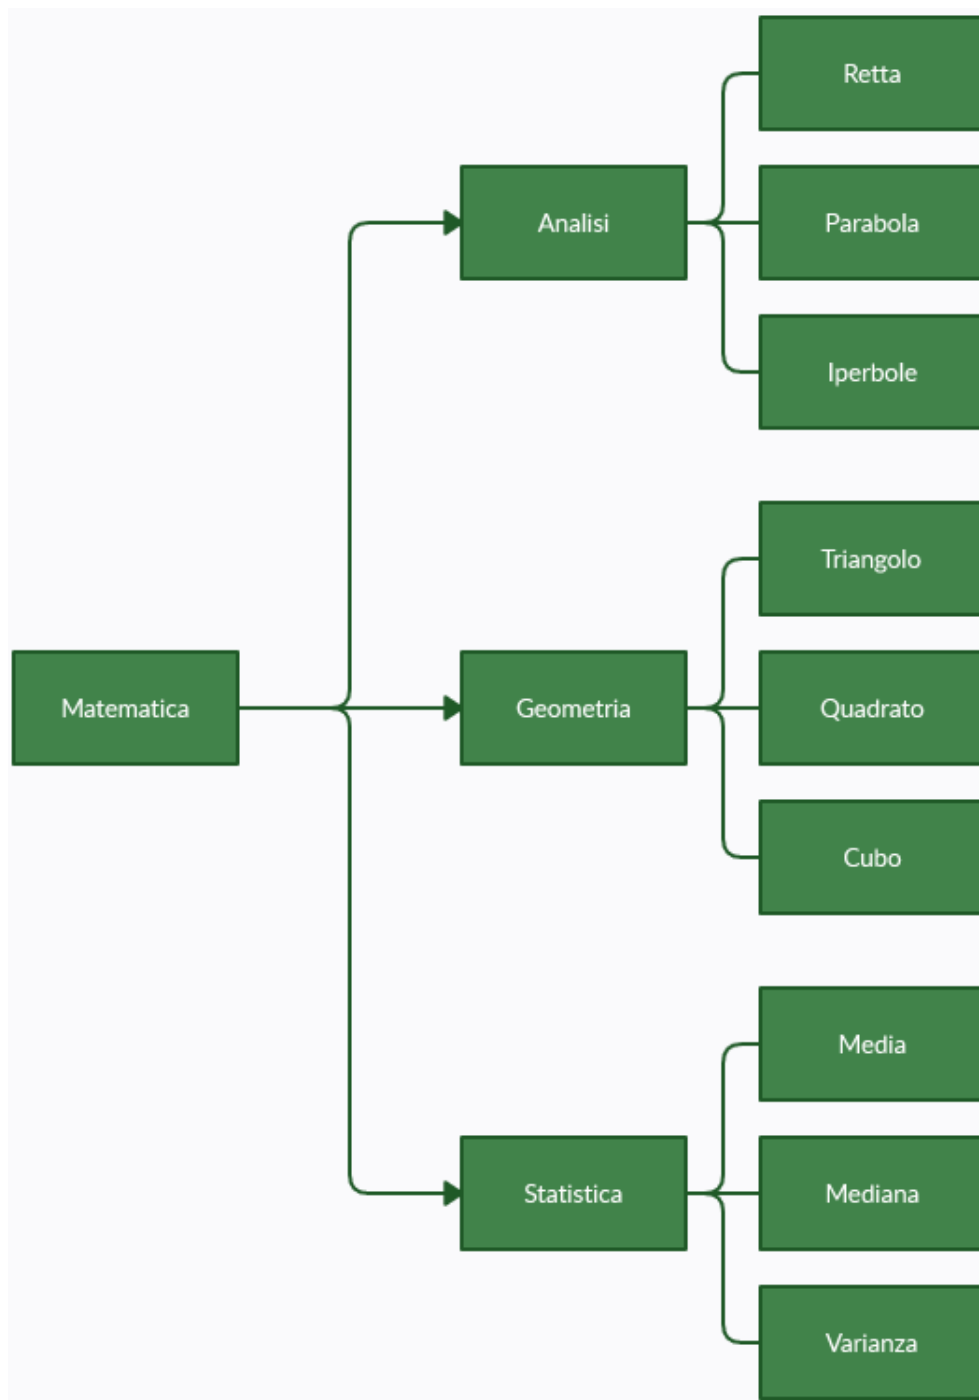 Retta
Analisi
Parabola
Iperbole
Triangolo
Matematica
Geometria
Quadrato
Cubo
Media
Statistica
Mediana
Varianza